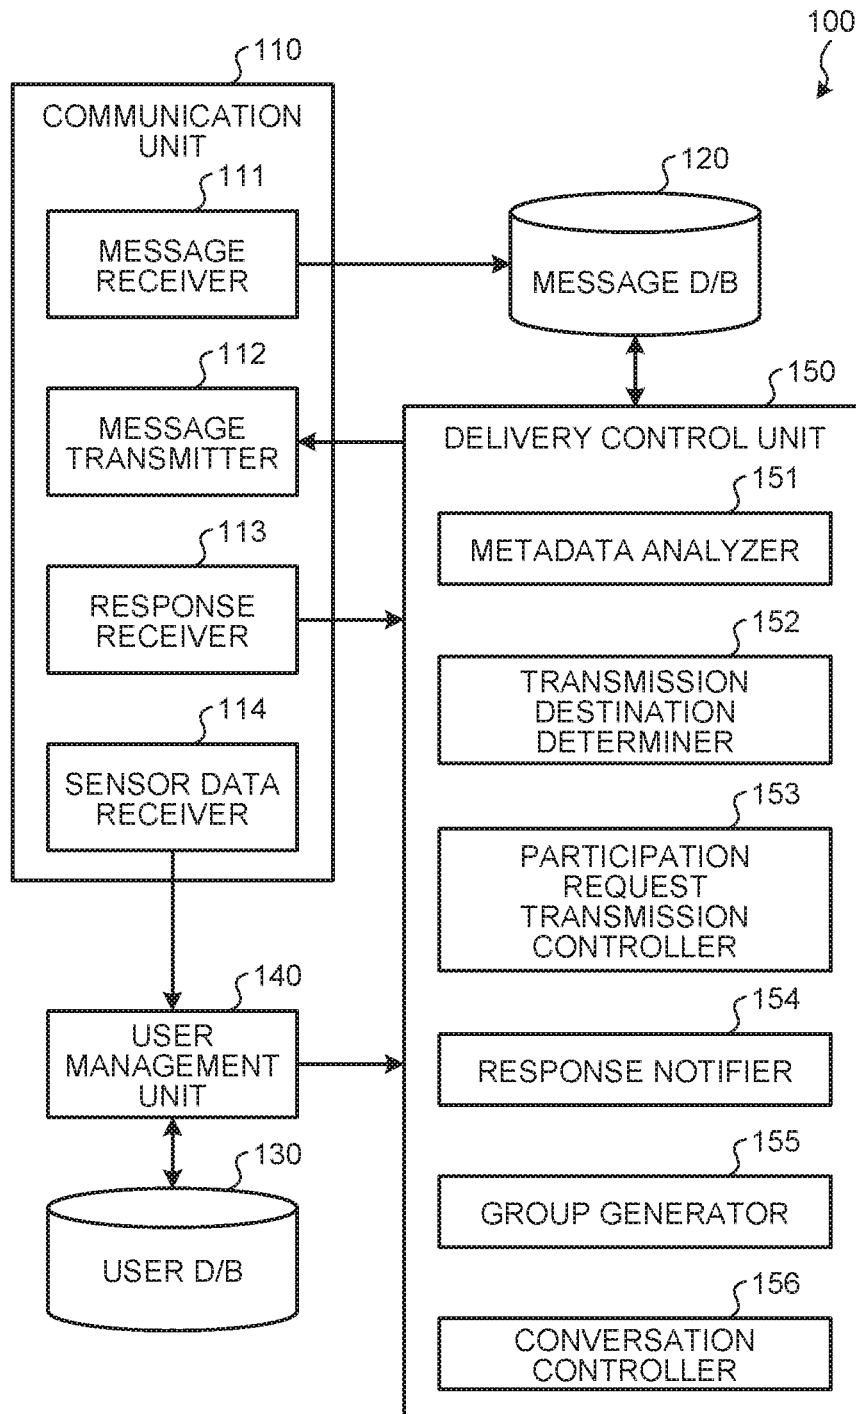 100
110
COMMUNICATION
UNIT
111
MESSAGE
RECEIVER
112
MESSAGE
TRANSMITTER
113
RESPONSE
RECEIVER
114
SENSOR DATA
RECEIVER
120
MESSAGE D/B
150
DELIVERY CONTROL UNIT
151
METADATA ANALYZER
152
TRANSMISSION
DESTINATION
DETERMINER
153
PARTICIPATION
REQUEST
TRANSMISSION
CONTROLLER
154
RESPONSE NOTIFIER
155
GROUP GENERATOR
156
CONVERSATION
CONTROLLER
140
USER
MANAGEMENT
UNIT
130
USER D/B